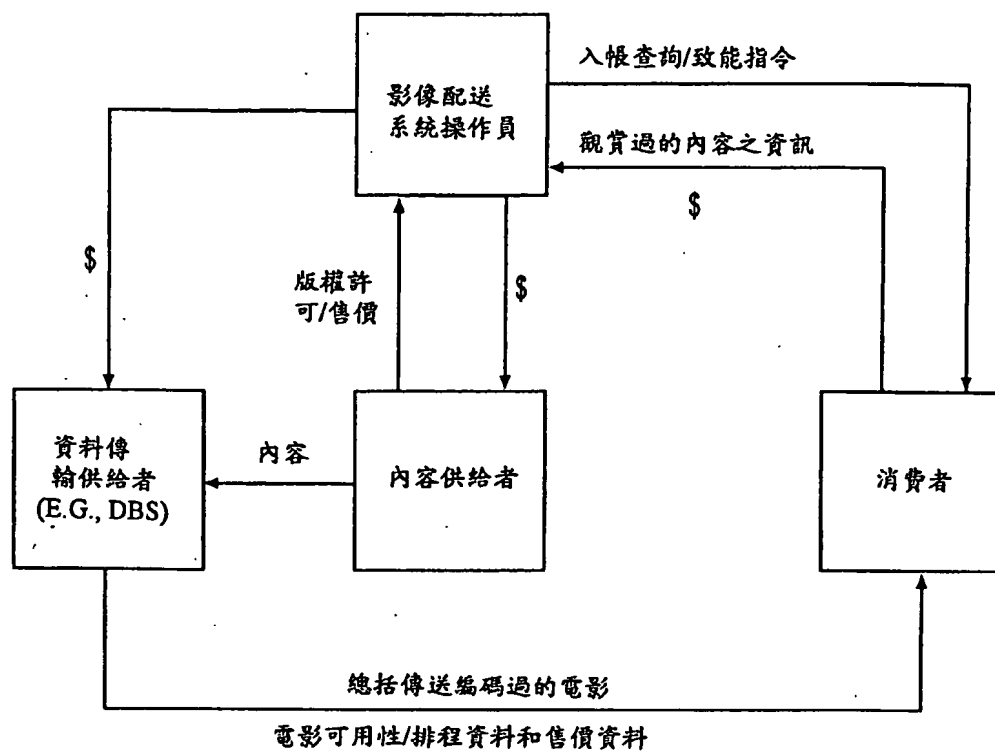 入帳查詢/致能指令
影像配送
系統操作員
觀賞過的內容之資訊
$
$
版權許
可/售價
$
資料傳
輸供給者
(E.G., DBS)
內容
內容供給者
消費者
總括傳送編碼過的電影
電影可用性/排程資料和售價資料